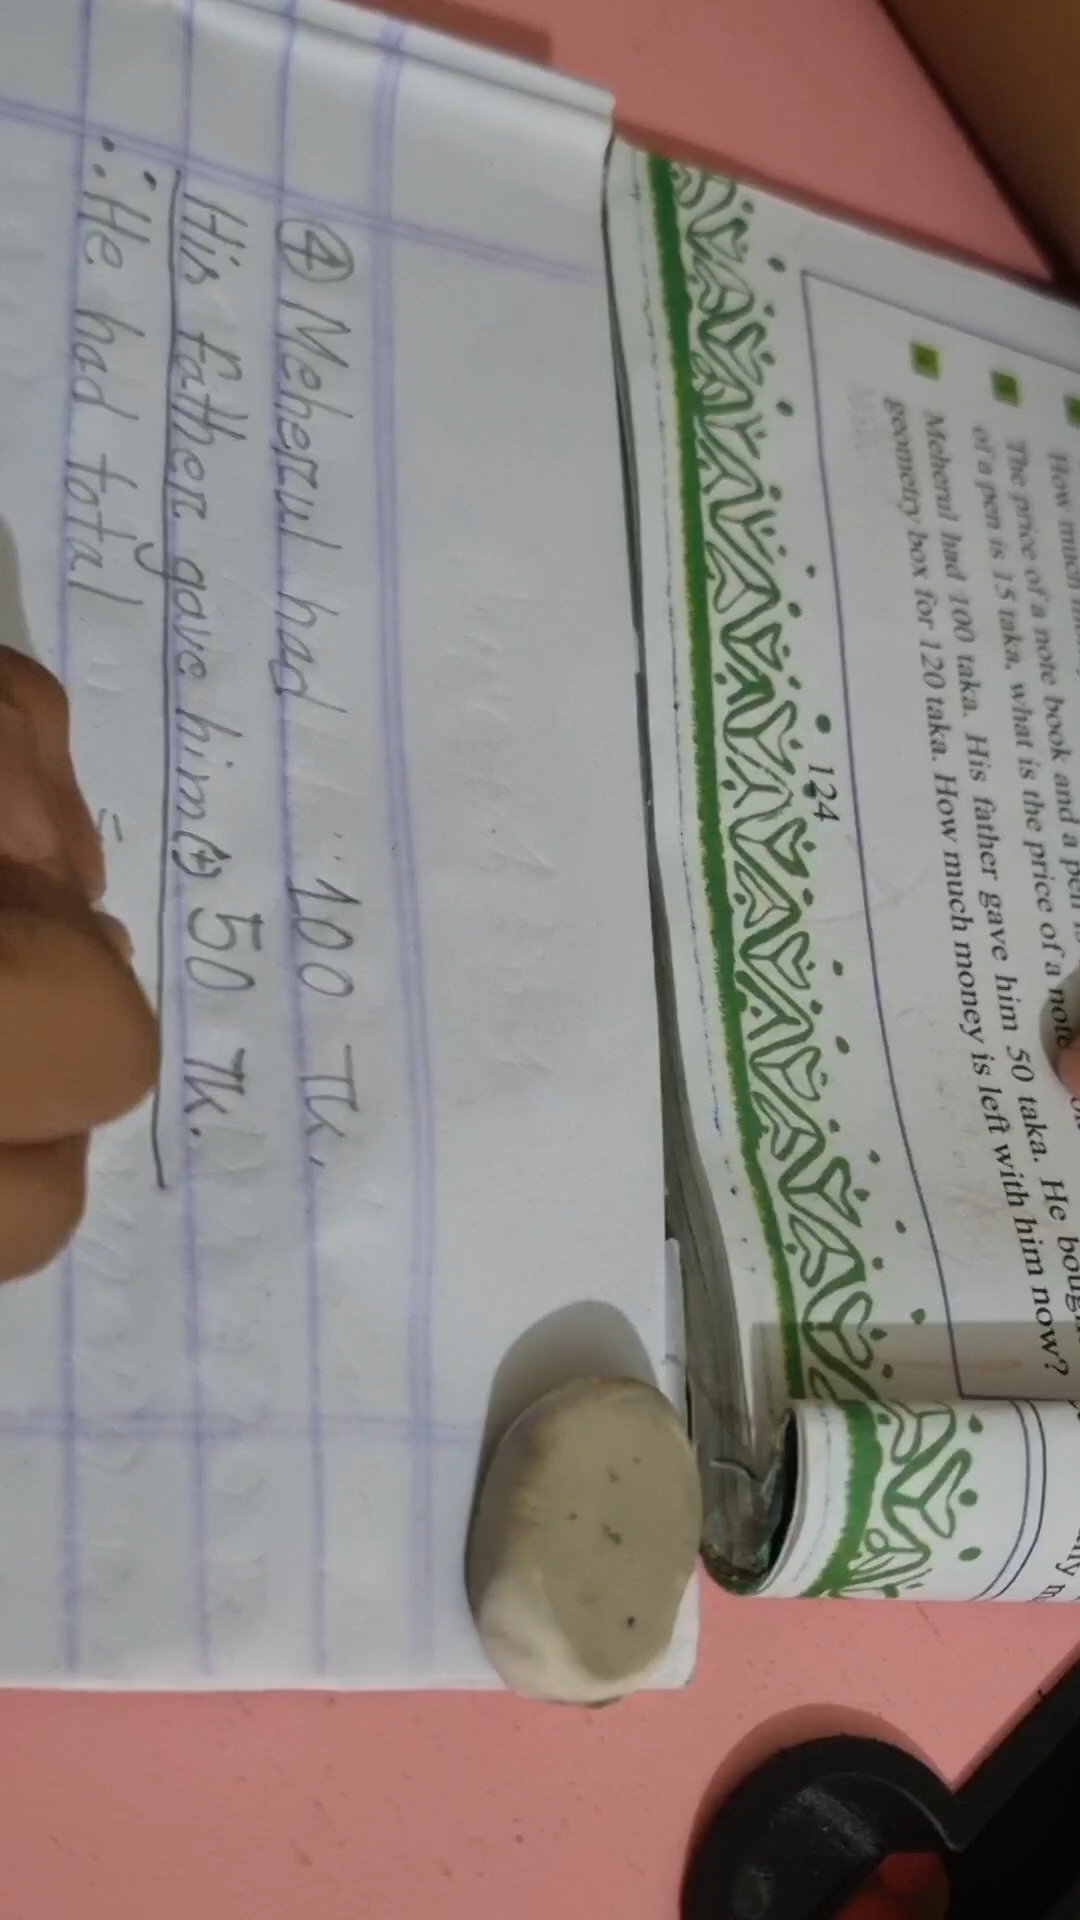 How much
The price of a note book and a pen
of a pen is 15 taka, what is the price of a note
Meherul had 100 taka. His father gave him 50 taka. He
geometry box for 120 taka. How much money is left with him now?
124
④ Meherul had 100 Tk.
His father gave him (+) 50 Tk.
∴ He had total